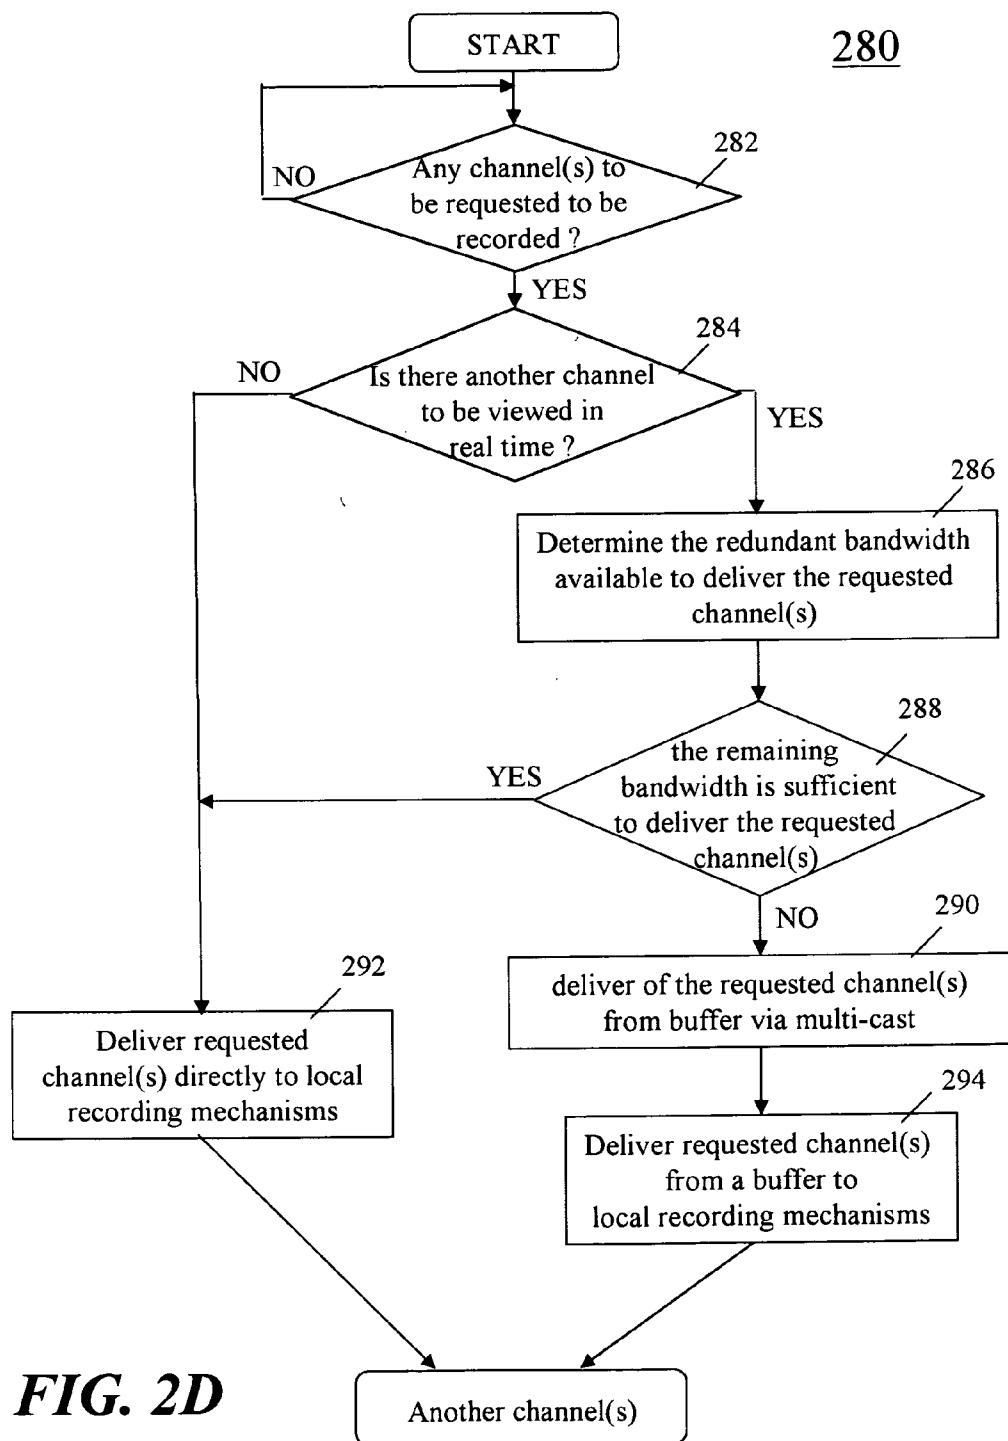 START
280
282
NO
Any channel(s) to
be requested to be
recorded ?
YES
284
NO
Is there another channel
to be viewed in
real time ?
YES
286
Determine the redundant bandwidth
available to deliver the requested
channel(s)
288
YES
the remaining
bandwidth is sufficient
to deliver the requested
channel(s)
NO
290
292
deliver of the requested channel(s)
from buffer via multi-cast
Deliver requested
channel(s) directly to local
recording mechanisms
294
Deliver requested channel(s)
from a buffer to
local recording mechanisms
FIG. 2D
Another channel(s)